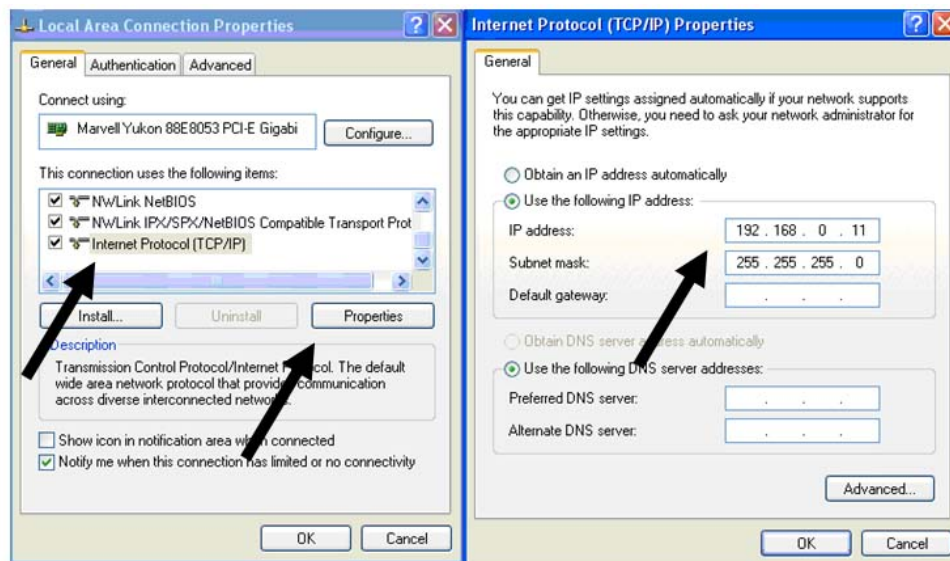 Local Area Connection Properties
General
Authentication
Advanced
Connect using:
Marvell Yukon 88E8053 PCI-E Gigabi
Configure...
This connection uses the following items:
NWLink NetBIOS
NWLink IPX/SPX/NetBIOS Compatible Transport Prot
Internet Protocol (TCP/IP)
Install...
Uninstall
Properties
Description
Transmission Control Protocol/Internet Protocol. The default
wide area network protocol that provides communication
across diverse interconnected networks.
Show icon in notification area when connected
Notify me when this connection has limited or no connectivity
OK
Cancel
Internet Protocol (TCP/IP) Properties
General
You can get IP settings assigned automatically if your network supports
this capability. Otherwise, you need to ask your network administrator for
the appropriate IP settings.
Obtain an IP address automatically
Use the following IP address:
IP address:
192 . 168 . 0 . 11
Subnet mask:
255 . 255 . 255 . 0
Default gateway:
. . .
Obtain DNS server address automatically
Use the following DNS server addresses:
Preferred DNS server:
. . .
Alternate DNS server:
. . .
Advanced...
OK
Cancel